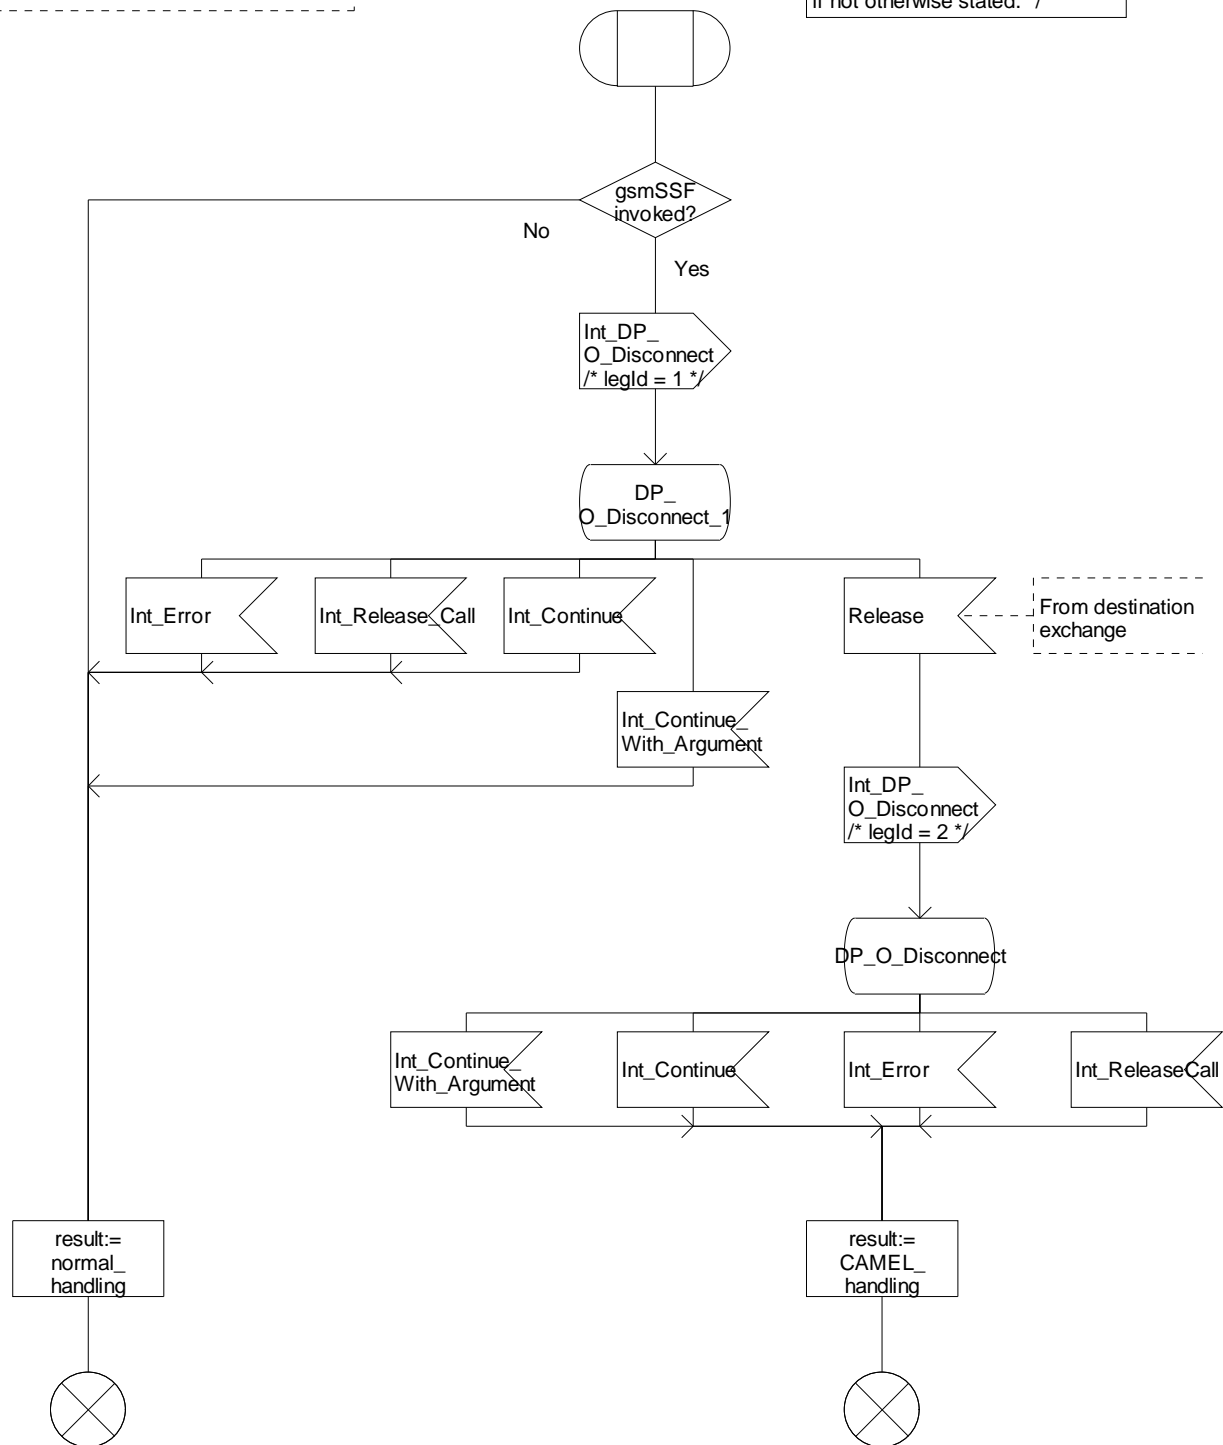 if not otherwise stated. */
gsmSSF
invoked?
No
Yes
Int_DP_
O_Disconnect
/* legId = 1 */
DP_
O_Disconnect_1
Int_Error
Int_Release_Call
Int_Continue
Release
From destination
exchange
Int_Continue_
With_Argument
Int_DP_
O_Disconnect
/* legId = 2 */
DP_O_Disconnect
Int_Continue_
With_Argument
Int_Continue
Int_Error
Int_ReleaseCall
result:=
normal_
handling
result:=
CAMEL_
handling